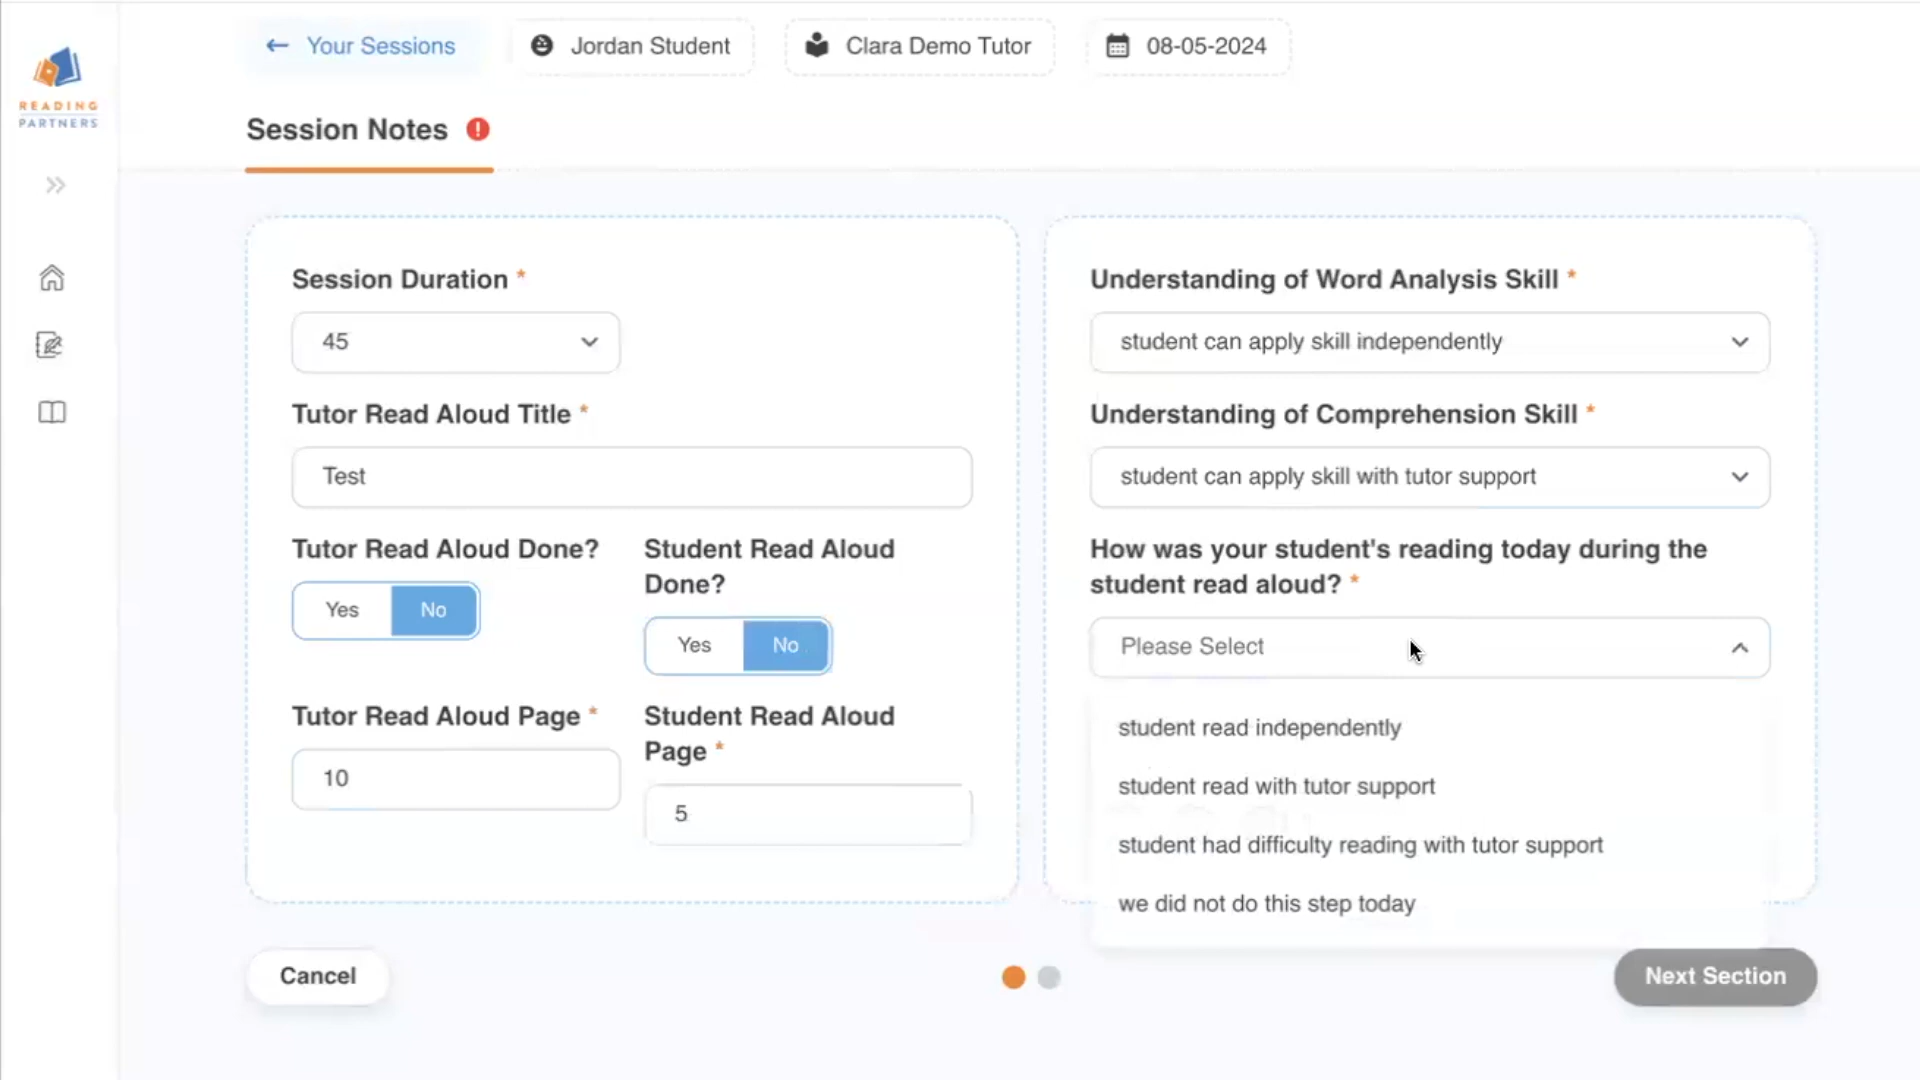 Your Sessions
Jordan Student
Clara Demo Tutor
08-05-2024
READING
PARTNERS
Session Notes
Session Duration *
45
Tutor Read Aloud Title *
Test
Tutor Read Aloud Done?
Yes No
Student Read Aloud
Done?
Yes No
Tutor Read Aloud Page *
10
Student Read Aloud
Page *
5
Understanding of Word Analysis Skill *
student can apply skill independently
Understanding of Comprehension Skill *
student can apply skill with tutor support
How was your student's reading today during the
student read aloud? *
Please Select
student read independently
student read with tutor support
student had difficulty reading with tutor support
we did not do this step today
Cancel
Next Section